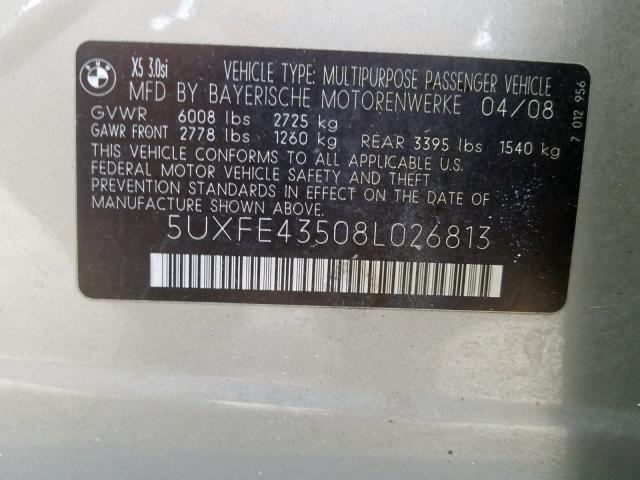 BMW
X5 3.0si
VEHICLE TYPE: MULTIPURPOSE PASSENGER VEHICLE
MFD BY BAYERISCHE MOTORENWERKE 04/08
GVWR 6008 lbs 2725 kg
GAWR FRONT 2778 lbs 1260 kg REAR 3395 lbs 1540 kg
THIS VEHICLE CONFORMS TO ALL APPLICABLE U.S.
FEDERAL MOTOR VEHICLE SAFETY AND THEFT
PREVENTION STANDARDS IN EFFECT ON THE DATE OF
MANUFACTURE SHOWN ABOVE.
5UXFE43508L026813
7 012 956